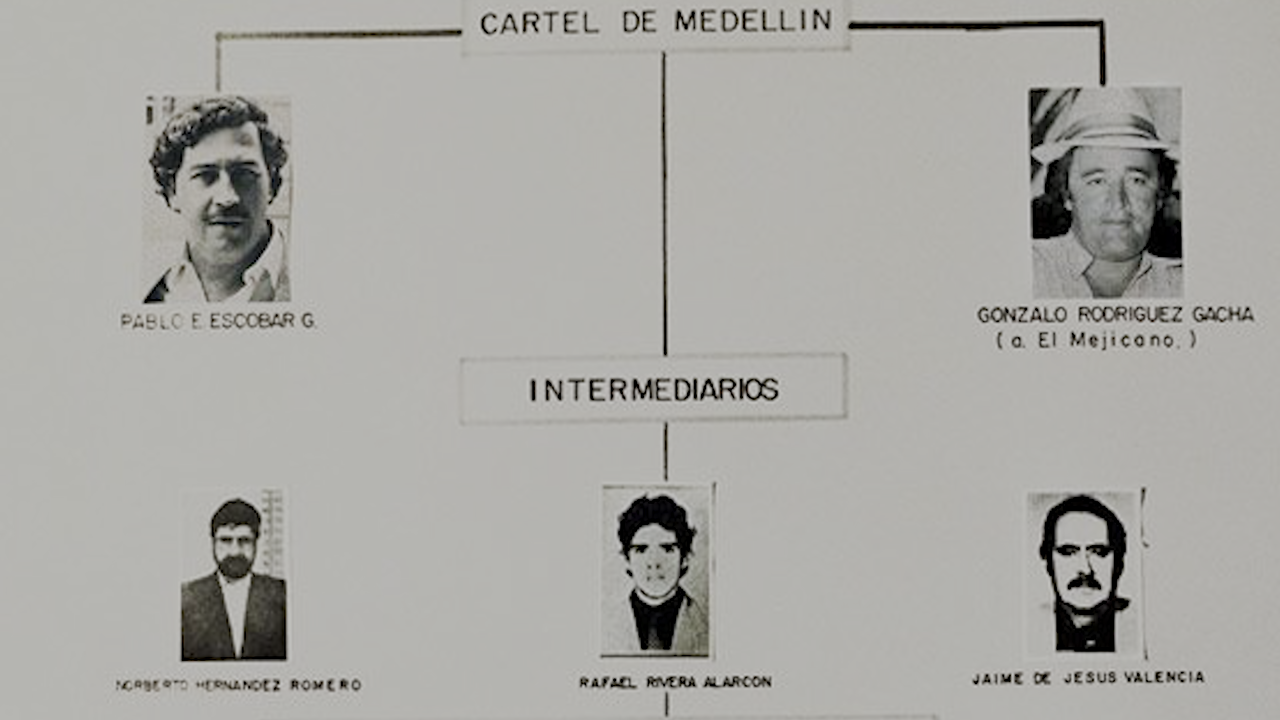 CARTEL DE MEDELLIN
PABLO E. ESCOBAR G.
GONZALO RODRIGUEZ GACHA
(a. El Mejicano.)
INTERMEDIARIOS
NORBERTO HERNANDEZ ROMERO
RAFAEL RIVERA ALARCON
JAIME DE JESUS VALENCIA